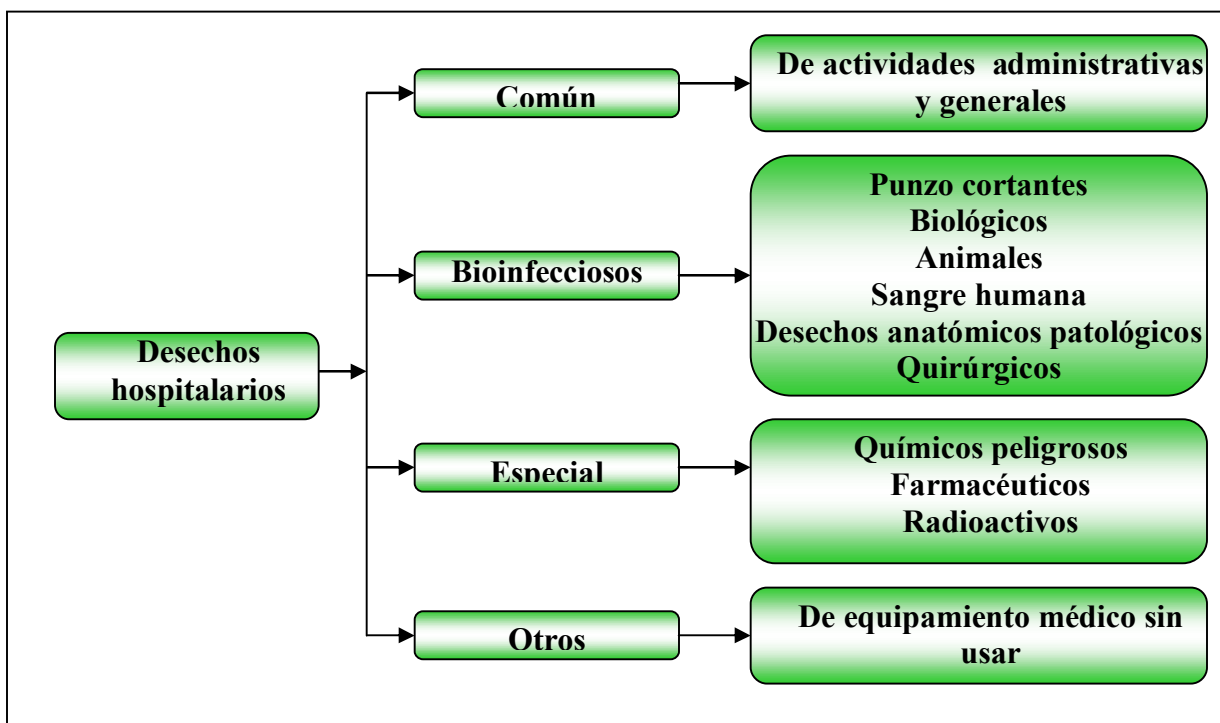 Común
De actividades administrativas
y generales
Bioinfecciosos
Punzo cortantes
Biológicos
Animales
Sangre humana
Desechos anatómicos patológicos
Quirúrgicos
Desechos
hospitalarios
Especial
Químicos peligrosos
Farmacéuticos
Radioactivos
Otros
De equipamiento médico sin
usar